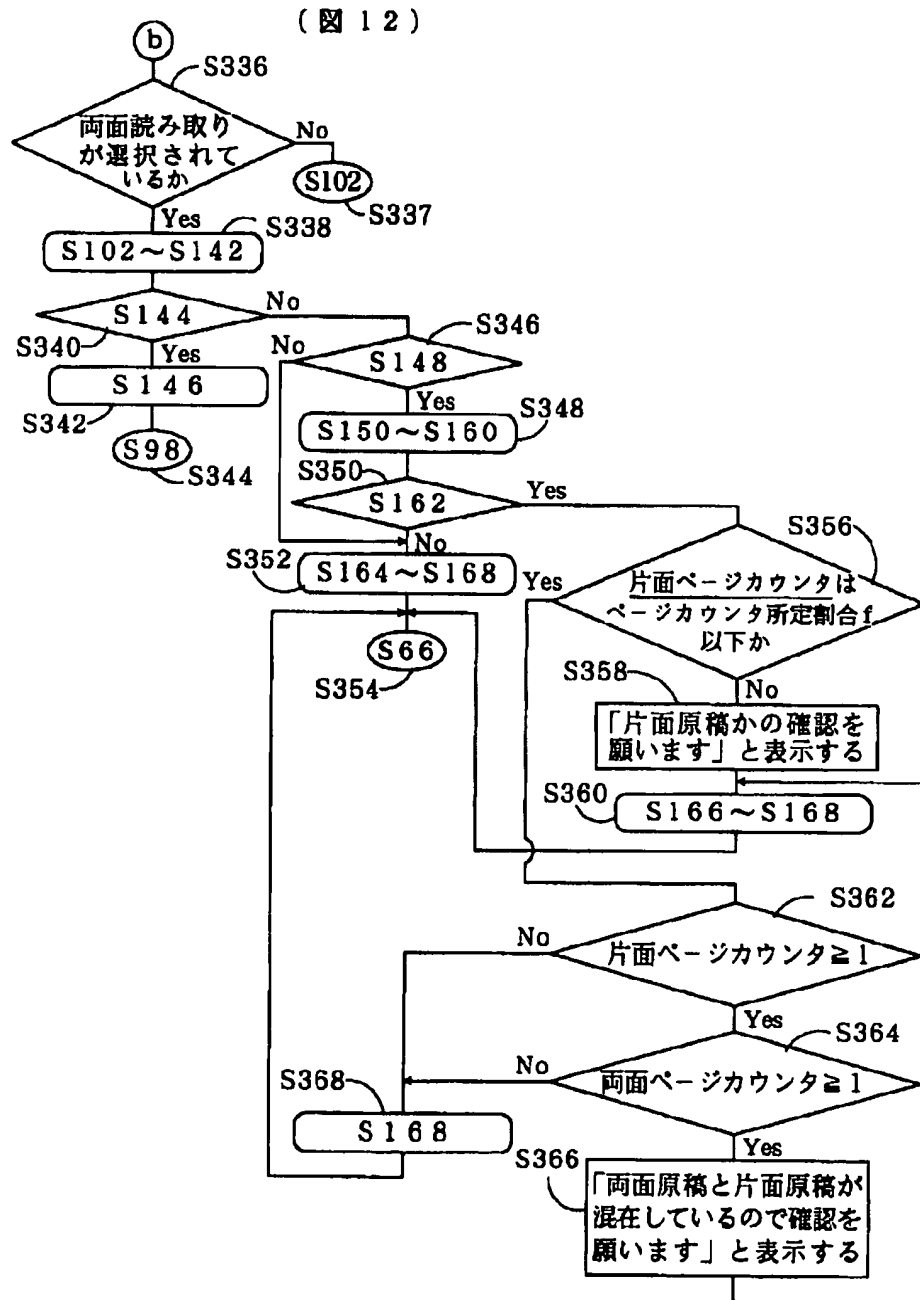 (図 12)
b
S336
両面読み取り
が選択されて
いるか
No
S102
S337
Yes
S338
S102~S142
S144
No
S340
Yes
S146
S342
S98
S344
S346
No
S148
Yes
S150~S160
S348
S350
S162
Yes
No
S352
S164~S168
S66
S354
S356
Yes
片面ページカウンタは
ページカウンタ所定割合f
以下か
No
S358
「片面原稿かの確認を
願います」と表示する
S360
S166~S168
S362
No
片面ページカウンタ≧1
Yes
S364
No
両面ページカウンタ≧1
S368
S168
Yes
S366
「両面原稿と片面原稿が
混在しているので確認を
願います」と表示する